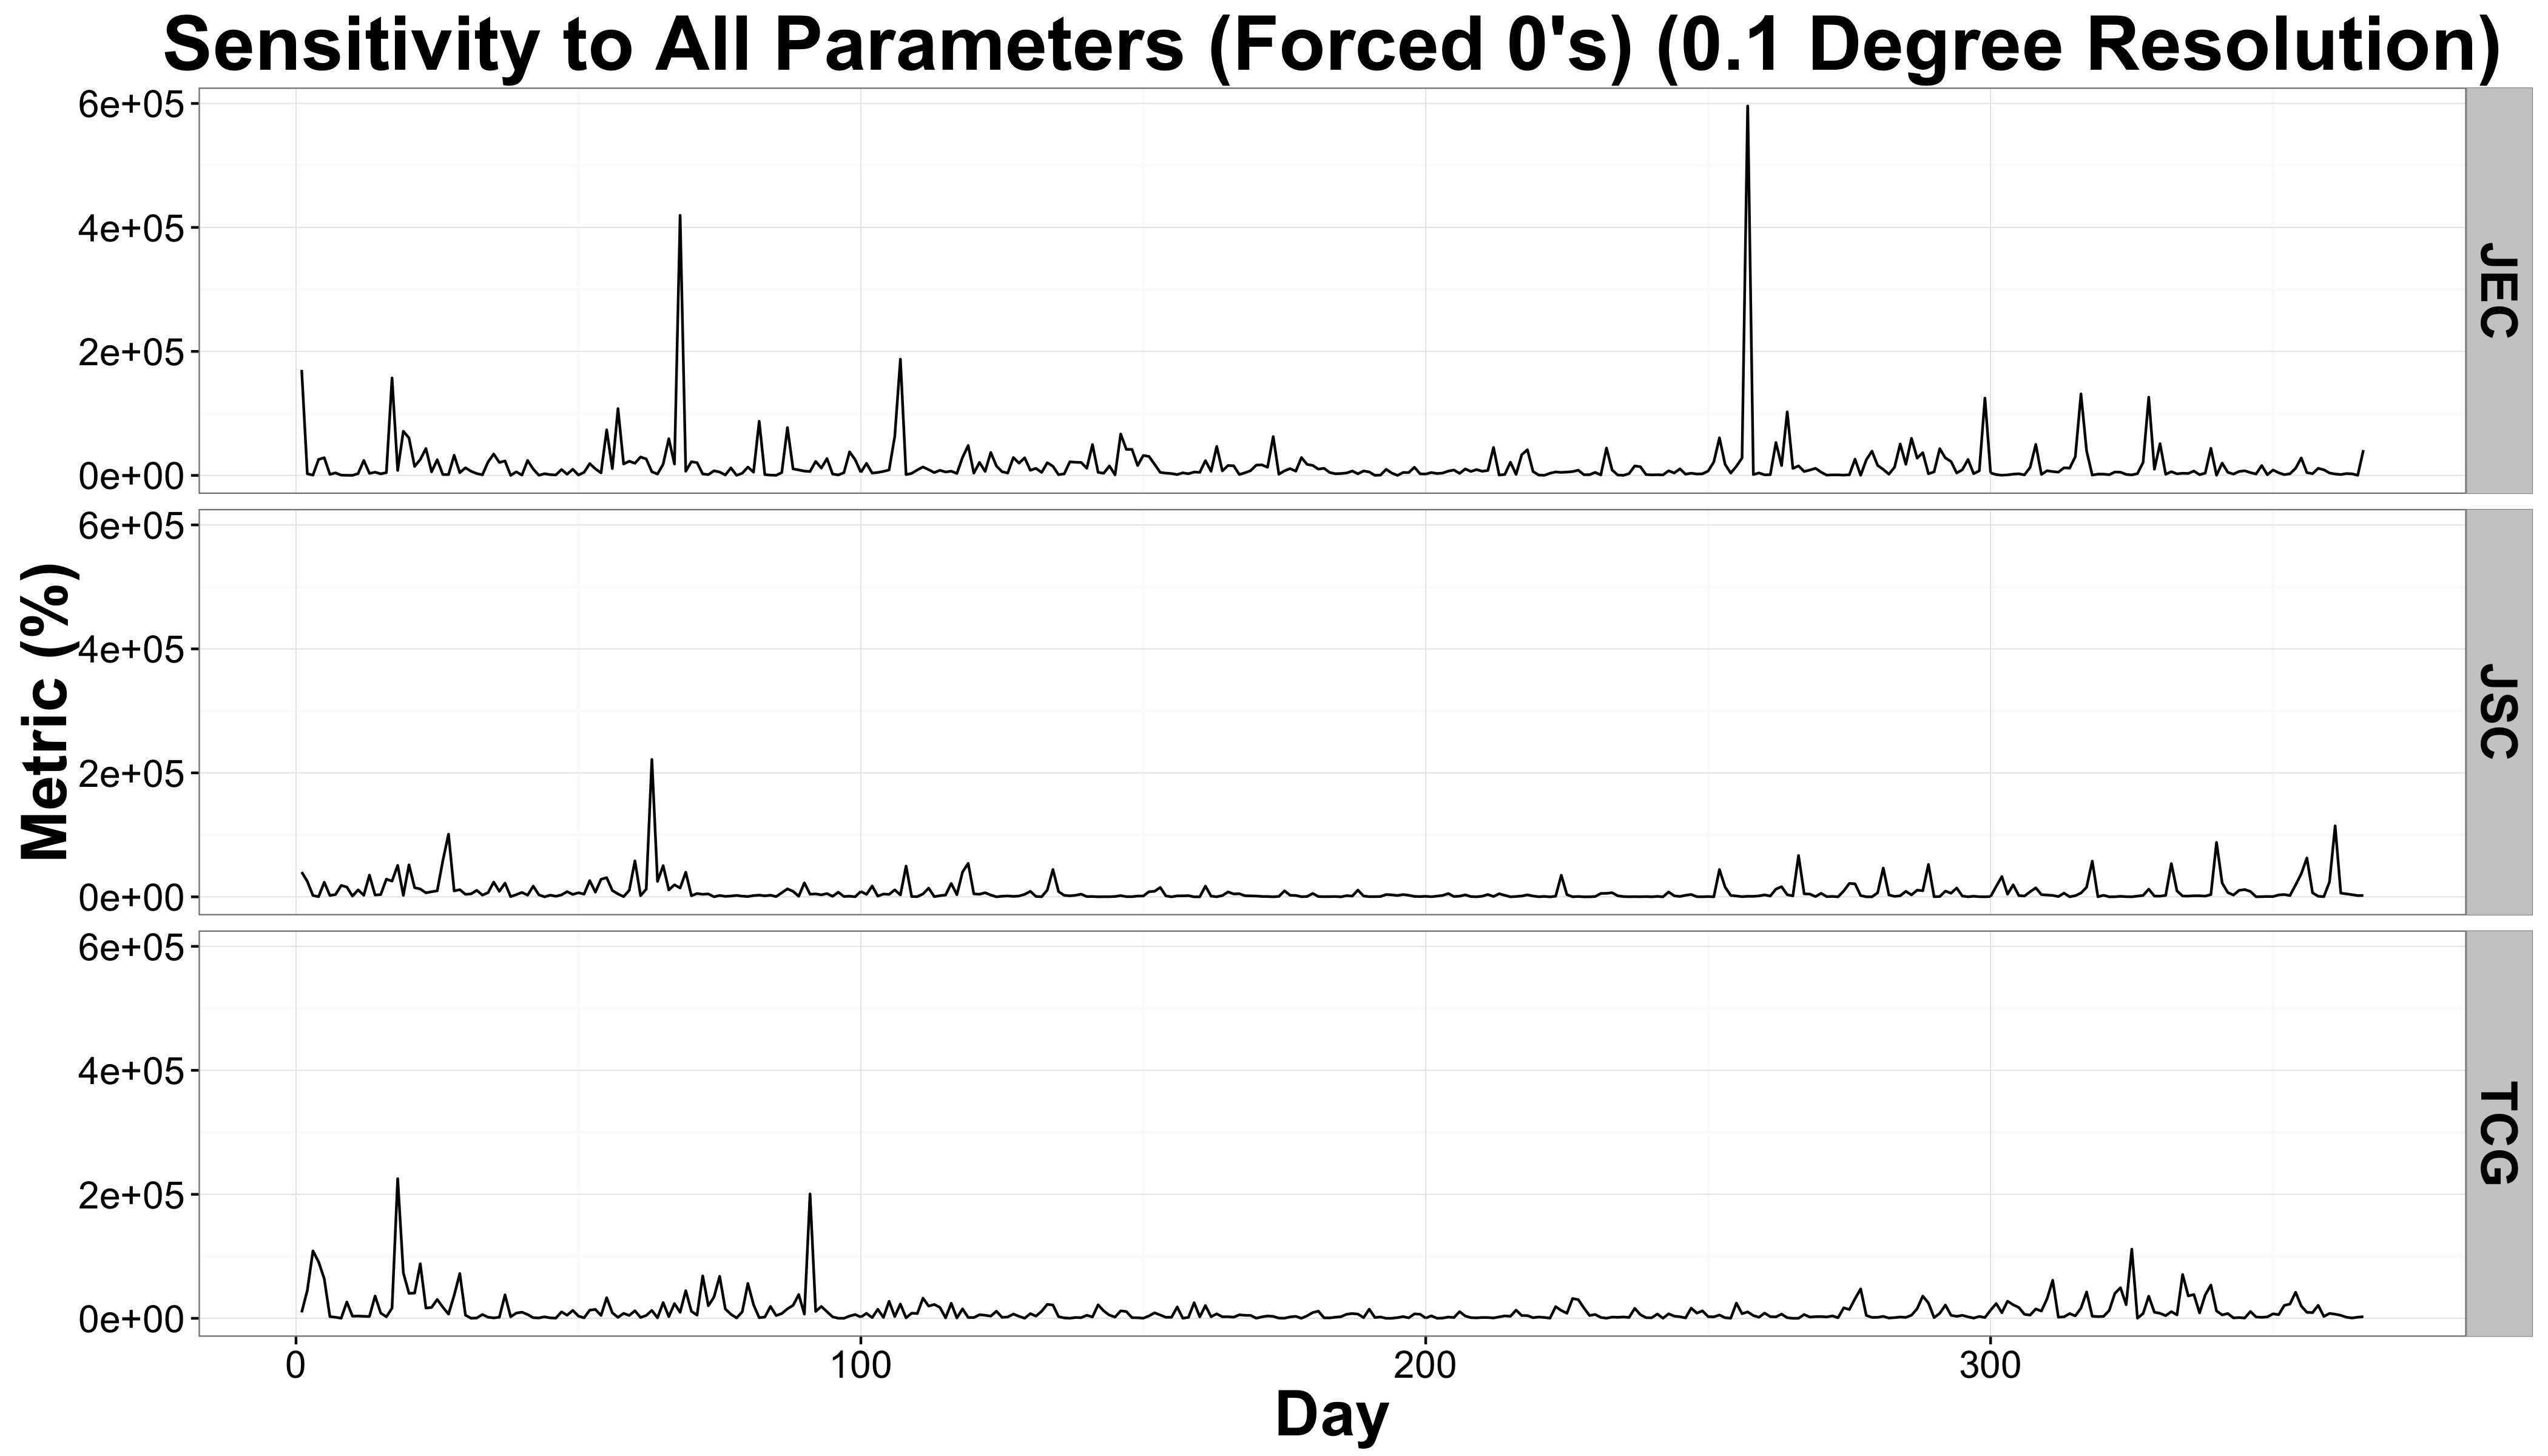 Sensitivity to All Parameters (Forced 0's) (0.1 Degree Resolution)
6e+05
4e+05
2e+05
0e+00
JEC
6e+05
4e+05
2e+05
0e+00
JSC
6e+05
4e+05
2e+05
0e+00
TCG
Metric (%)
0
100
200
300
Day